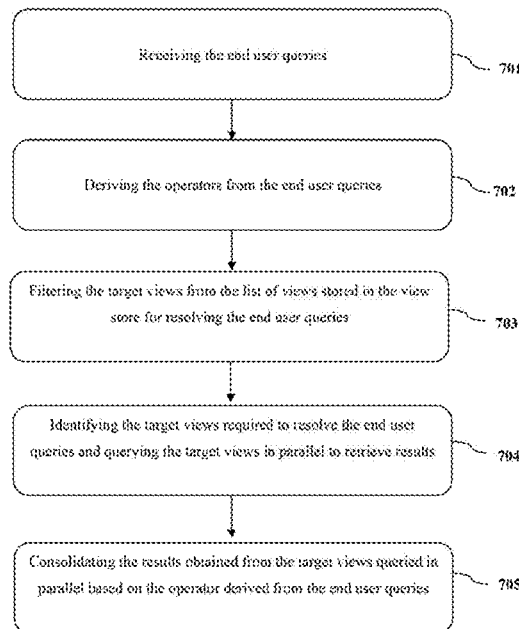 Receiving the end user queries
701
Deriving the operators from the end user queries
702
Filtering the target views from the list of views stored in the view
store for resolving the end user queries
703
Identifying the target views required to resolve the end user
queries and querying the target views in parallel to retrieve results
704
Consolidating the results obtained from the target views queried in
parallel based on the operator derived from the end user queries
705